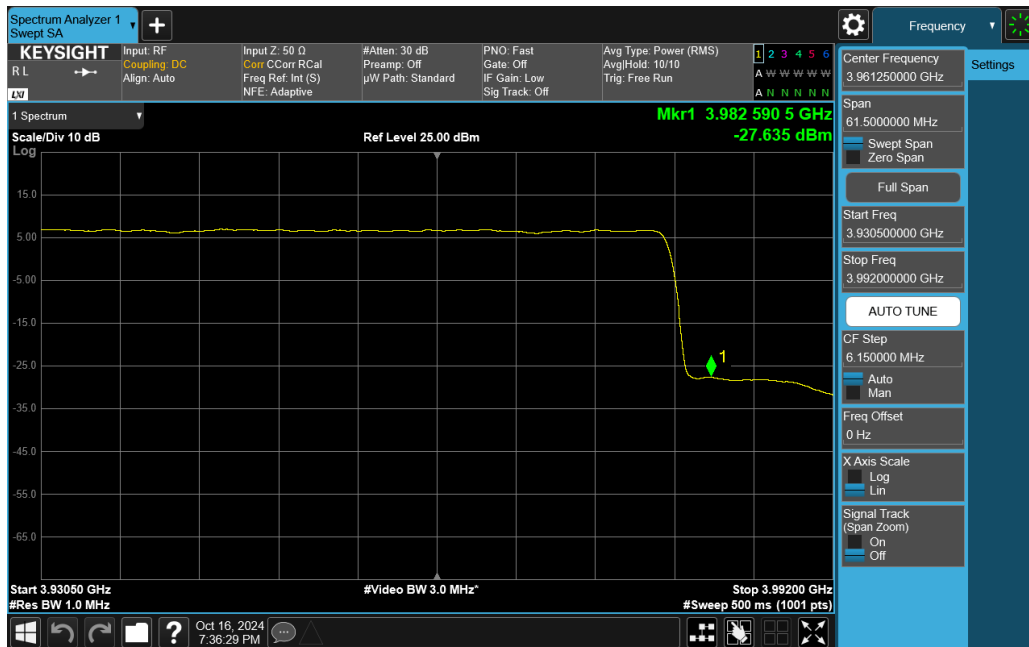 Spectrum Analyzer 1
Swept SA
Frequency
KEYSIGHT
R L
LXI
Input: RF
Coupling: DC
Align: Auto
Input Z: 50 Ω
Corr CCorr RCal
Freq Ref: Int (S)
NFE: Adaptive
#Atten: 30 dB
Preamp: Off
µW Path: Standard
PNO: Fast
Gate: Off
IF Gain: Low
Sig Track: Off
Avg Type: Power (RMS)
Avg|Hold: 10/10
Trig: Free Run
1 2 3 4 5 6
A W W W W W
A N N N N N
1 Spectrum
Mkr1 3.982 590 5 GHz
Scale/Div 10 dB
Ref Level 25.00 dBm
-27.635 dBm
Log
15.0
5.00
-5.00
-15.0
-25.0
-35.0
-45.0
-55.0
-65.0
1
Start 3.93050 GHz
#Video BW 3.0 MHz*
Stop 3.99200 GHz
#Res BW 1.0 MHz
#Sweep 500 ms (1001 pts)
Center Frequency
3.961250000 GHz
Settings
Span
61.5000000 MHz
Swept Span
Zero Span
Full Span
Start Freq
3.930500000 GHz
Stop Freq
3.992000000 GHz
AUTO TUNE
CF Step
6.150000 MHz
Auto
Man
Freq Offset
0 Hz
X Axis Scale
Log
Lin
Signal Track
(Span Zoom)
On
Off
?
Oct 16, 2024
7:36:29 PM